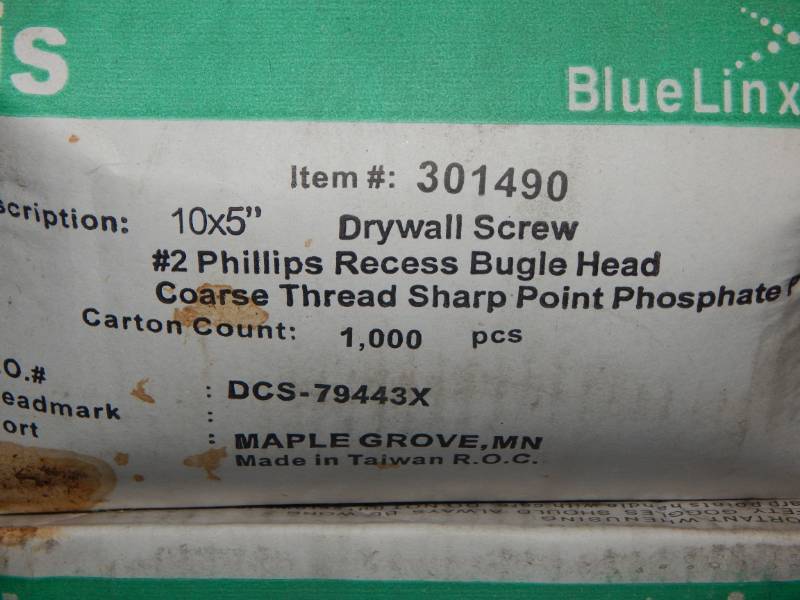 is
BlueLinx
Item #: 301490
scription: 10x5" Drywall Screw
#2 Phillips Recess Bugle Head
Coarse Thread Sharp Point Phosphate
Carton Count: 1,000 pcs
.O.# : DCS-79443X
eadmark :
ort : MAPLE GROVE,MN
Made in Taiwan R.O.C.